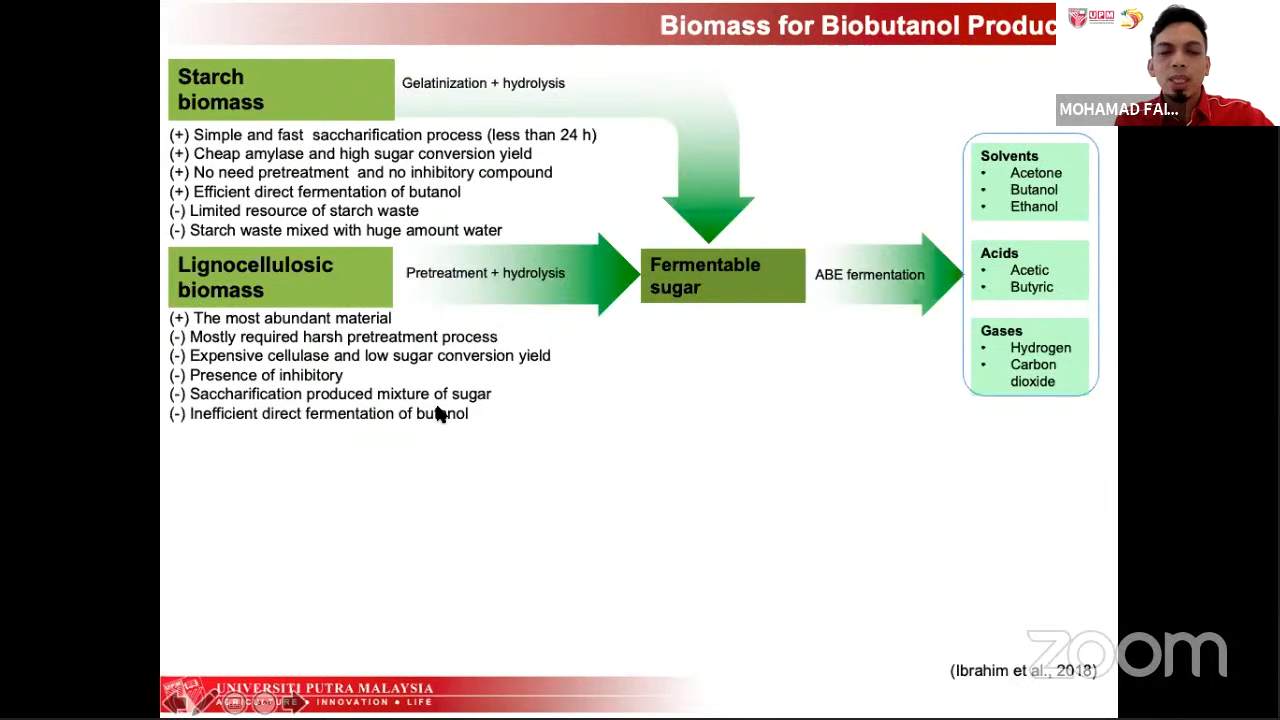 Biomass for Biobutanol Produc
UPM
MOHAMAD FAI...
Starch
biomass
Gelatinization + hydrolysis
(+) Simple and fast saccharification process (less than 24 h)
(+) Cheap amylase and high sugar conversion yield
(+) No need pretreatment and no inhibitory compound
(+) Efficient direct fermentation of butanol
(-) Limited resource of starch waste
(-) Starch waste mixed with huge amount water
Lignocellulosic
biomass
Pretreatment + hydrolysis
(+) The most abundant material
(-) Mostly required harsh pretreatment process
(-) Expensive cellulase and low sugar conversion yield
(-) Presence of inhibitory
(-) Saccharification produced mixture of sugar
(-) Inefficient direct fermentation of butanol
Fermentable
sugar
ABE fermentation
Solvents
• Acetone
• Butanol
• Ethanol
Acids
• Acetic
• Butyric
Gases
• Hydrogen
• Carbon
dioxide
(Ibrahim et al., 2018)
zoom
UNIVERSITI PUTRA MALAYSIA
AGRICULTURE • INNOVATION • LIFE